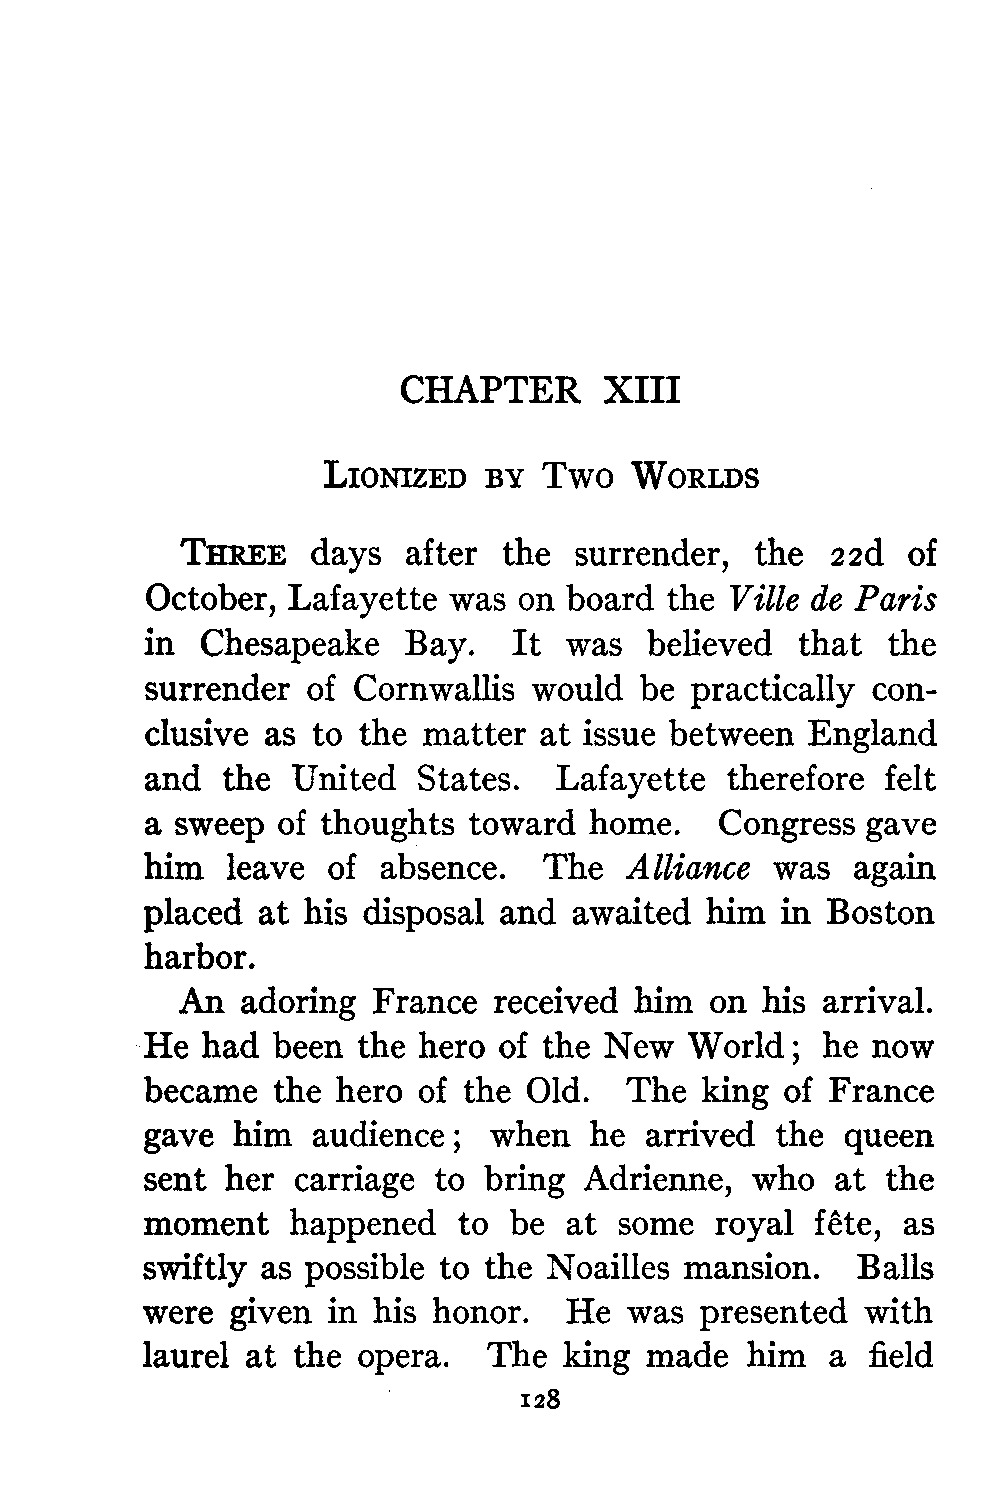 CHAPTER XIII
Lionized by Two Worlds
Three days after the surrender, the 22d of
October, Lafayette was on board the Ville de Paris
in Chesapeake Bay. It was believed that the
surrender of Cornwallis would be practically con-
clusive as to the matter at issue between England
and the United States. Lafayette therefore felt
a sweep of thoughts toward home. Congress gave
him leave of absence. The Alliance was again
placed at his disposal and awaited him in Boston
harbor.
An adoring France received him on his arrival.
He had been the hero of the New World; he now
became the hero of the Old. The king of France
gave him audience; when he arrived the queen
sent her carriage to bring Adrienne, who at the
moment happened to be at some royal fête, as
swiftly as possible to the Noailles mansion. Balls
were given in his honor. He was presented with
laurel at the opera. The king made him a field
128